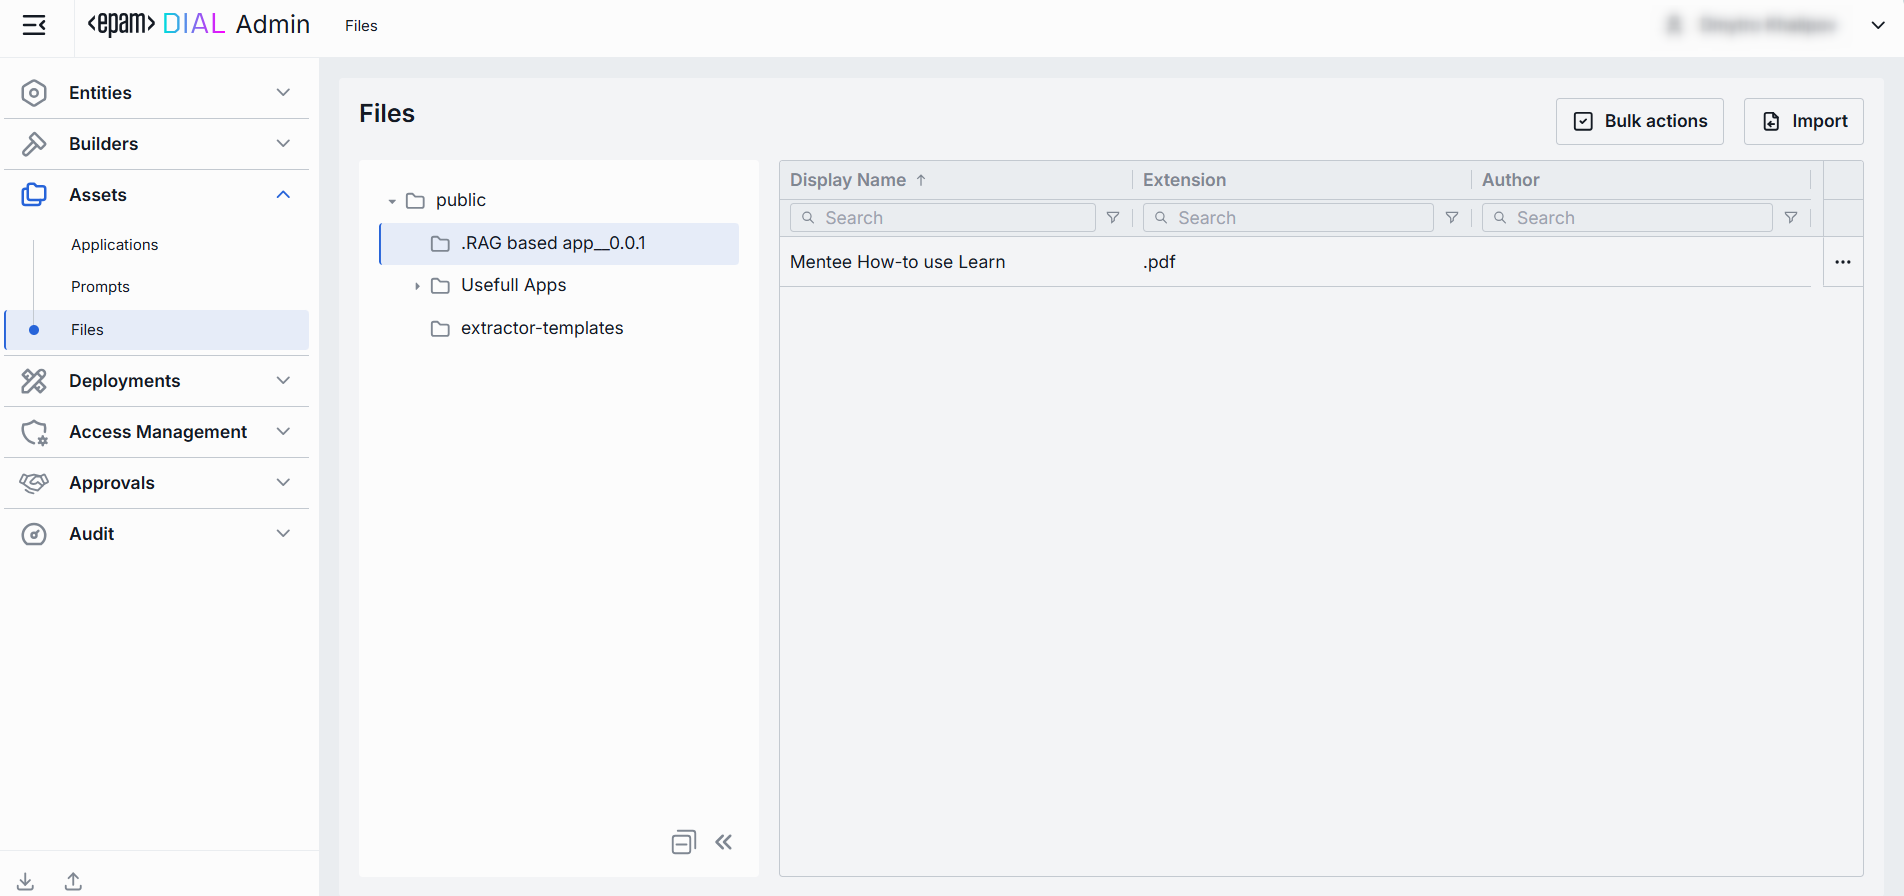 <epam> DIAL Admin
Files
Entities
Builders
Assets
Applications
Prompts
Files
Deployments
Access Management
Approvals
Audit
Files
Bulk actions
Import
public
.RAG based app__0.0.1
Usefull Apps
extractor-templates
Display Name Extension Author
Search Search Search
Mentee How-to use Learn .pdf